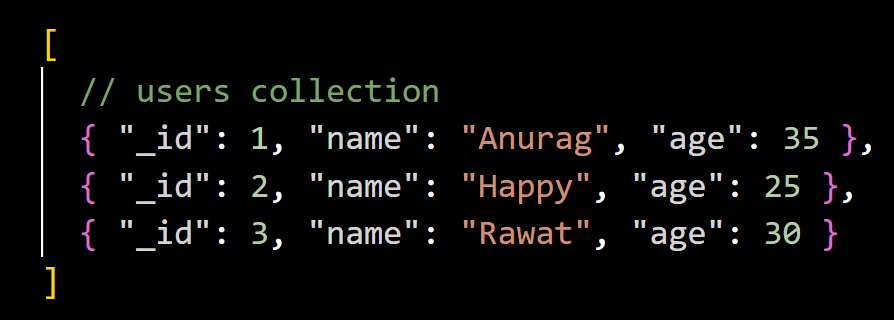 [
// users collection
{ "_id": 1, "name": "Anurag", "age": 35 },
{ "_id": 2, "name": "Happy", "age": 25 },
{ "_id": 3, "name": "Rawat", "age": 30 }
]